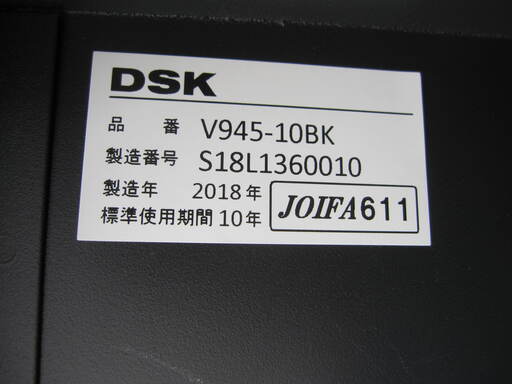 DSK
品 番 V945-10BK
製造番号 S18L1360010
製造年 2018年
標準使用期間10年
JOIFA611